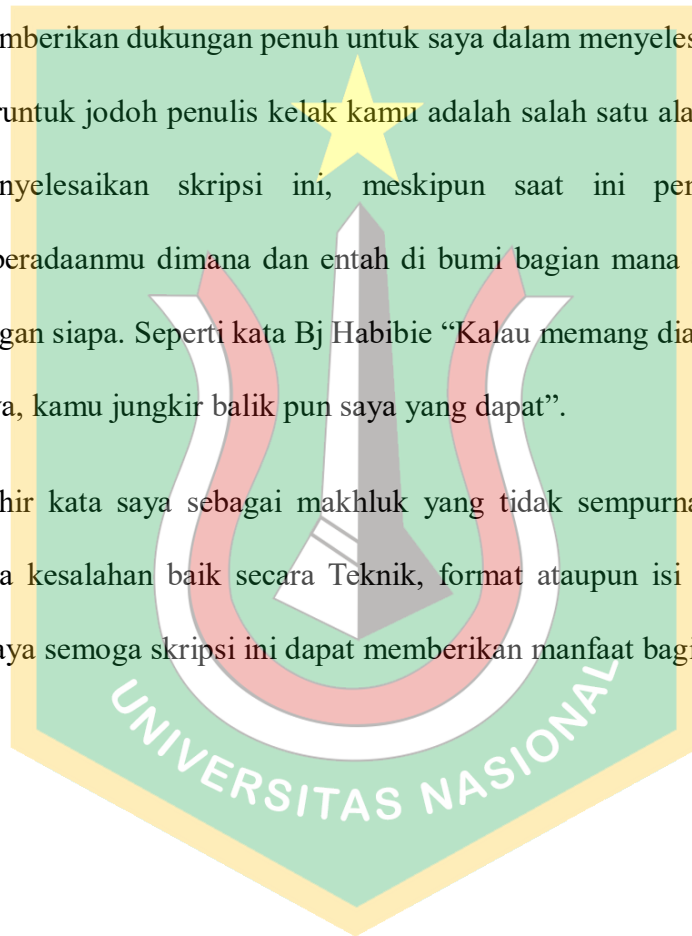 mberikan dukungan penuh untuk saya dalam menyeles
runtuk jodoh penulis kelak kamu adalah salah satu ala
nyelesaikan skripsi ini, meskipun saat ini pen
beradaanmu dimana dan entah di bumi bagian mana
gan siapa. Seperti kata Bj Habibie “Kalau memang dia
a, kamu jungkir balik pun saya yang dapat”.
hir kata saya sebagai makhluk yang tidak sempurna
a kesalahan baik secara Teknik, format ataupun isi
aya semoga skripsi ini dapat memberikan manfaat bagi
UNIVERSITAS NASIONAL